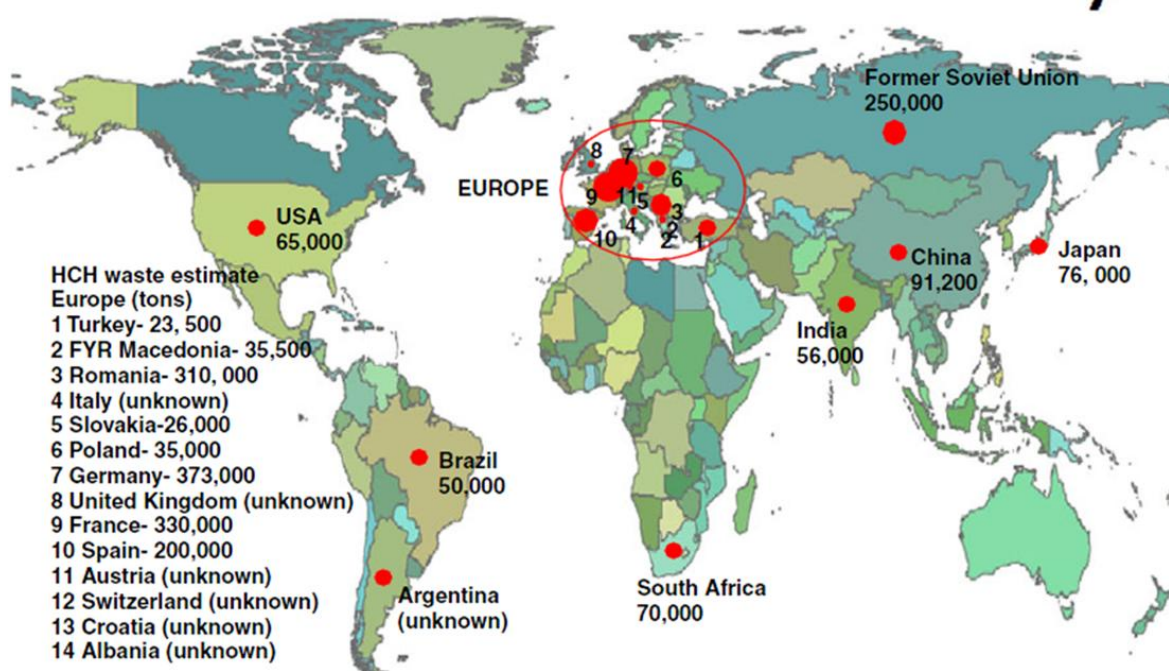 Former Soviet Union
250,000
EUROPE
8
7
6
9
11
5
3
4
2
10
2
1
USA
65,000
China
91,200
Japan
76, 000
India
56,000
HCH waste estimate
Europe (tons)
1 Turkey- 23, 500
2 FYR Macedonia- 35,500
3 Romania- 310, 000
4 Italy (unknown)
5 Slovakia-26,000
6 Poland- 35,000
7 Germany- 373,000
8 United Kingdom (unknown)
9 France- 330,000
10 Spain- 200,000
11 Austria (unknown)
12 Switzerland (unknown)
13 Croatia (unknown)
14 Albania (unknown)
Brazil
50,000
Argentina
(unknown)
South Africa
70,000